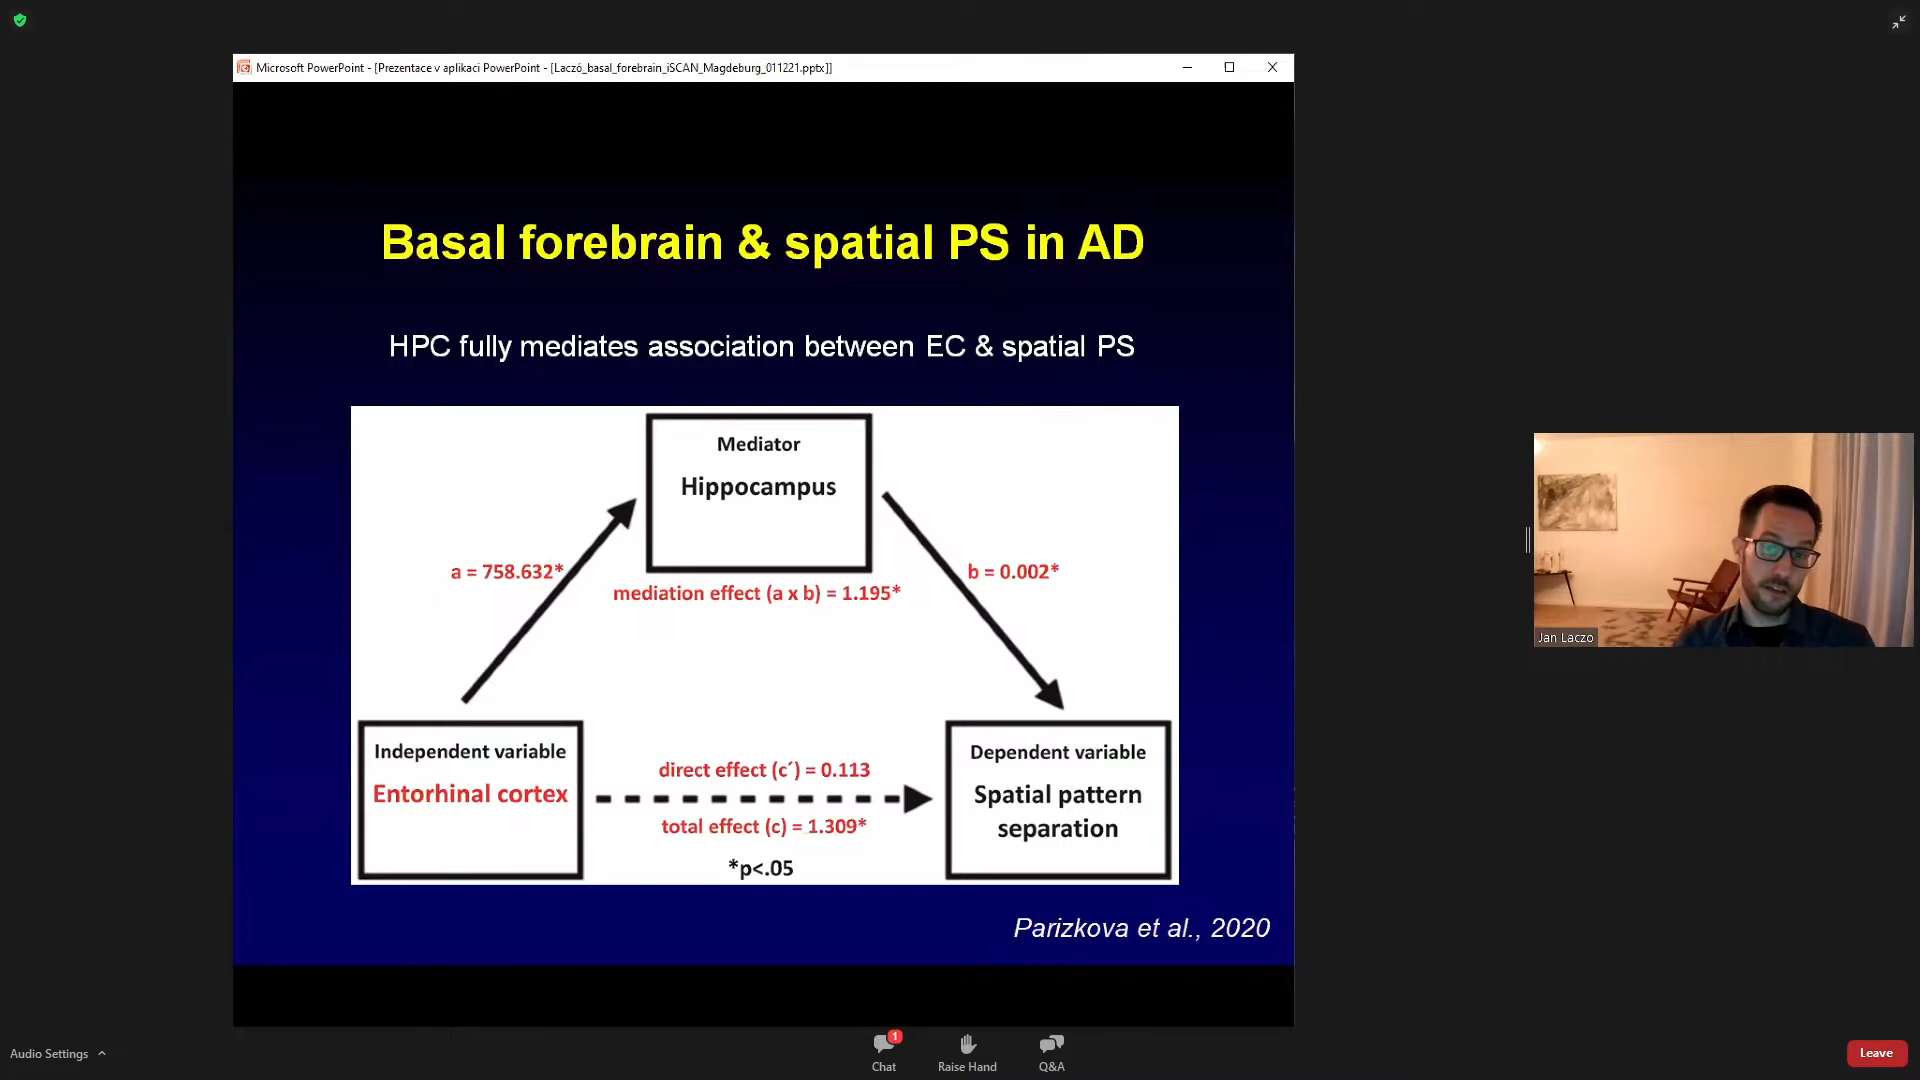 Microsoft PowerPoint - [Prezentace v aplikaci PowerPoint - [Laczó_basal_forebrain_iSCAN_Magdeburg_011221.pptx]]
Basal forebrain & spatial PS in AD
HPC fully mediates association between EC & spatial PS
Mediator
Hippocampus
a = 758.632*
b = 0.002*
mediation effect (a x b) = 1.195*
Independent variable
Entorhinal cortex
direct effect (c´) = 0.113
total effect (c) = 1.309*
*p<.05
Dependent variable
Spatial pattern
separation
Parizkova et al., 2020
Jan Laczo
Audio Settings
1
Chat
Raise Hand
Q&A
Leave